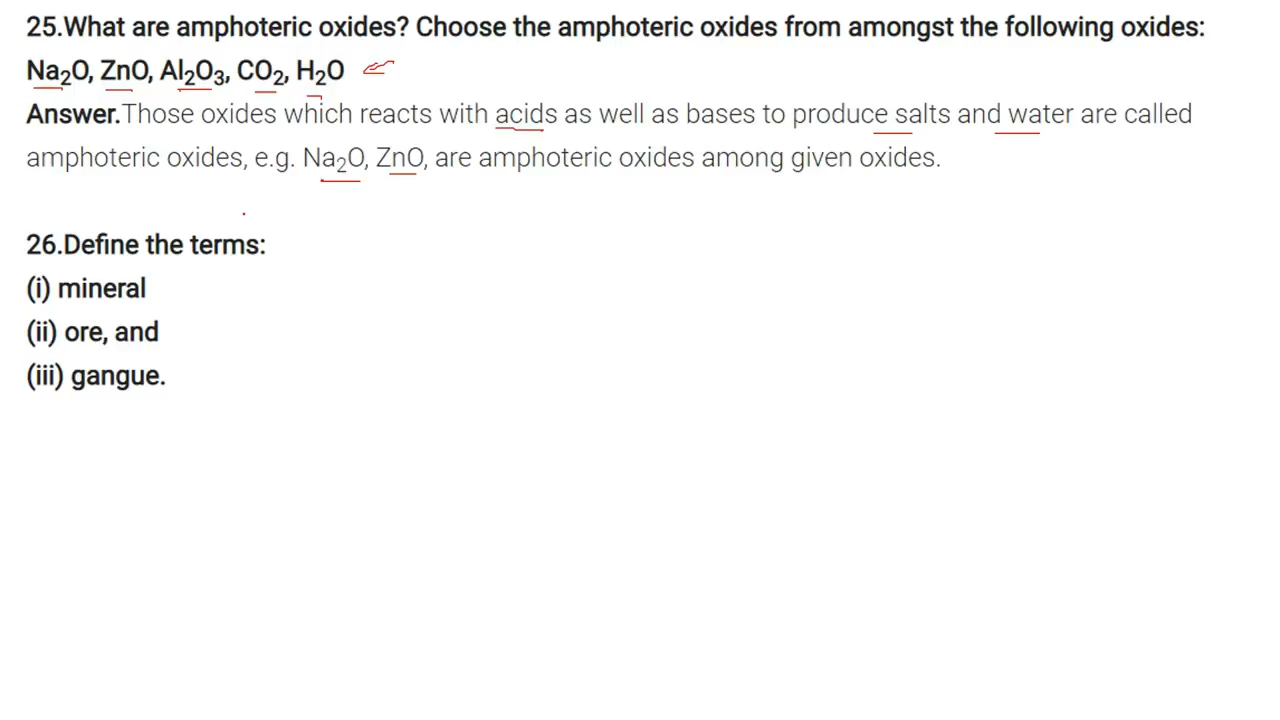 25.What are amphoteric oxides? Choose the amphoteric oxides from amongst the following oxides:
Na₂O, ZnO, Al₂O₃, CO₂, H₂O
Answer.Those oxides which reacts with acids as well as bases to produce salts and water are called
amphoteric oxides, e.g. Na₂O, ZnO, are amphoteric oxides among given oxides.
26.Define the terms:
(i) mineral
(ii) ore, and
(iii) gangue.